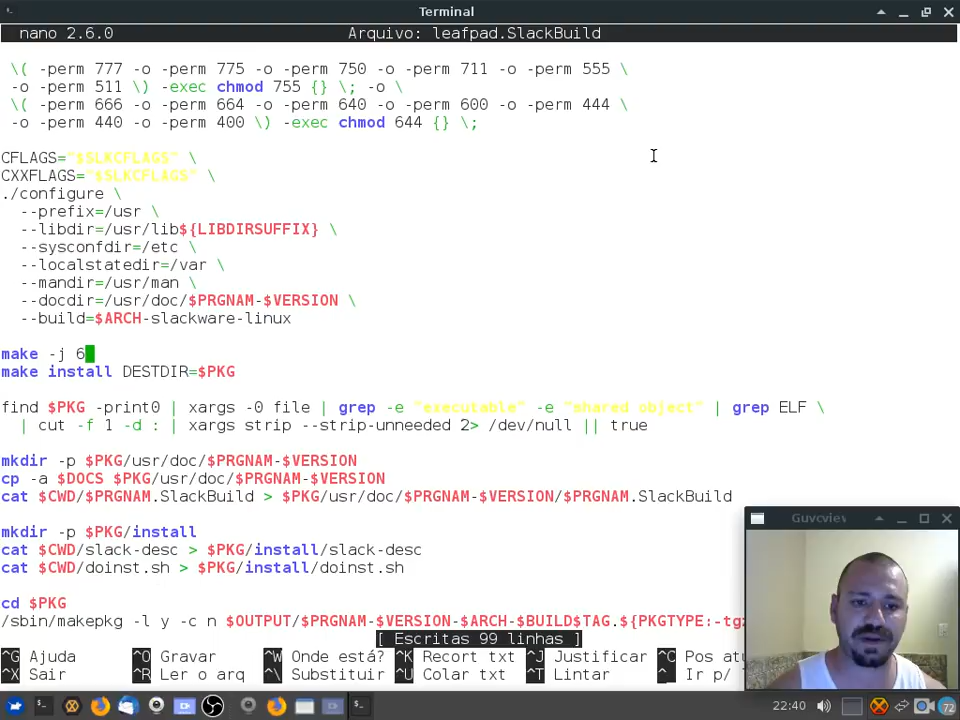 Terminal
nano 2.6.0 Arquivo: leafpad.SlackBuild
\( -perm 777 -o -perm 775 -o -perm 750 -o -perm 711 -o -perm 555 \
-o -perm 511 \) -exec chmod 755 {} \; -o \
\( -perm 666 -o -perm 664 -o -perm 640 -o -perm 600 -o -perm 444 \
-o -perm 440 -o -perm 400 \) -exec chmod 644 {} \;
CFLAGS="$SLKCFLAGS" \
CXXFLAGS="$SLKCFLAGS" \
./configure \
--prefix=/usr \
--libdir=/usr/lib${LIBDIRSUFFIX} \
--sysconfdir=/etc \
--localstatedir=/var \
--mandir=/usr/man \
--docdir=/usr/doc/$PRGNAM-$VERSION \
--build=$ARCH-slackware-linux
make -j 6
make install DESTDIR=$PKG
find $PKG -print0 | xargs -0 file | grep -e "executable" -e "shared object" | grep ELF \
| cut -f 1 -d : | xargs strip --strip-unneeded 2> /dev/null || true
mkdir -p $PKG/usr/doc/$PRGNAM-$VERSION
cp -a $DOCS $PKG/usr/doc/$PRGNAM-$VERSION
cat $CWD/$PRGNAM.SlackBuild > $PKG/usr/doc/$PRGNAM-$VERSION/$PRGNAM.SlackBuild
mkdir -p $PKG/install
cat $CWD/slack-desc > $PKG/install/slack-desc
cat $CWD/doinst.sh > $PKG/install/doinst.sh
cd $PKG
/sbin/makepkg -l y -c n $OUTPUT/$PRGNAM-$VERSION-$ARCH-$BUILD$TAG.${PKGTYPE:-tgz
[ Escritas 99 linhas ]
^G Ajuda ^O Gravar ^W Onde está? ^K Recort txt ^J Justificar ^C Pos
^X Sair ^R Ler o arq ^\ Substituir ^U Colar txt ^T Lintar ^_ Ir p/
Guvcview
22:40 72